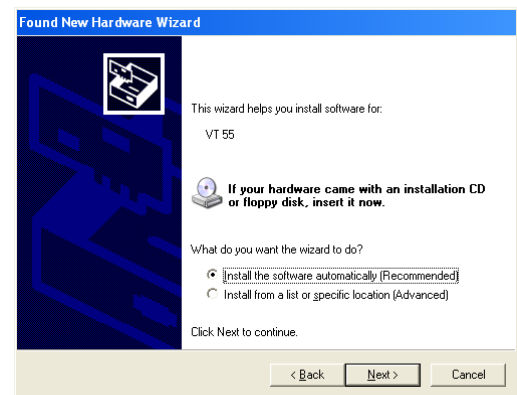 Found New Hardware Wizard
This wizard helps you install software for:
VT 55
If your hardware came with an installation CD
or floppy disk, insert it now.
What do you want the wizard to do?
Install the software automatically (Recommended)
Install from a list or specific location (Advanced)
Click Next to continue.
< Back Next > Cancel